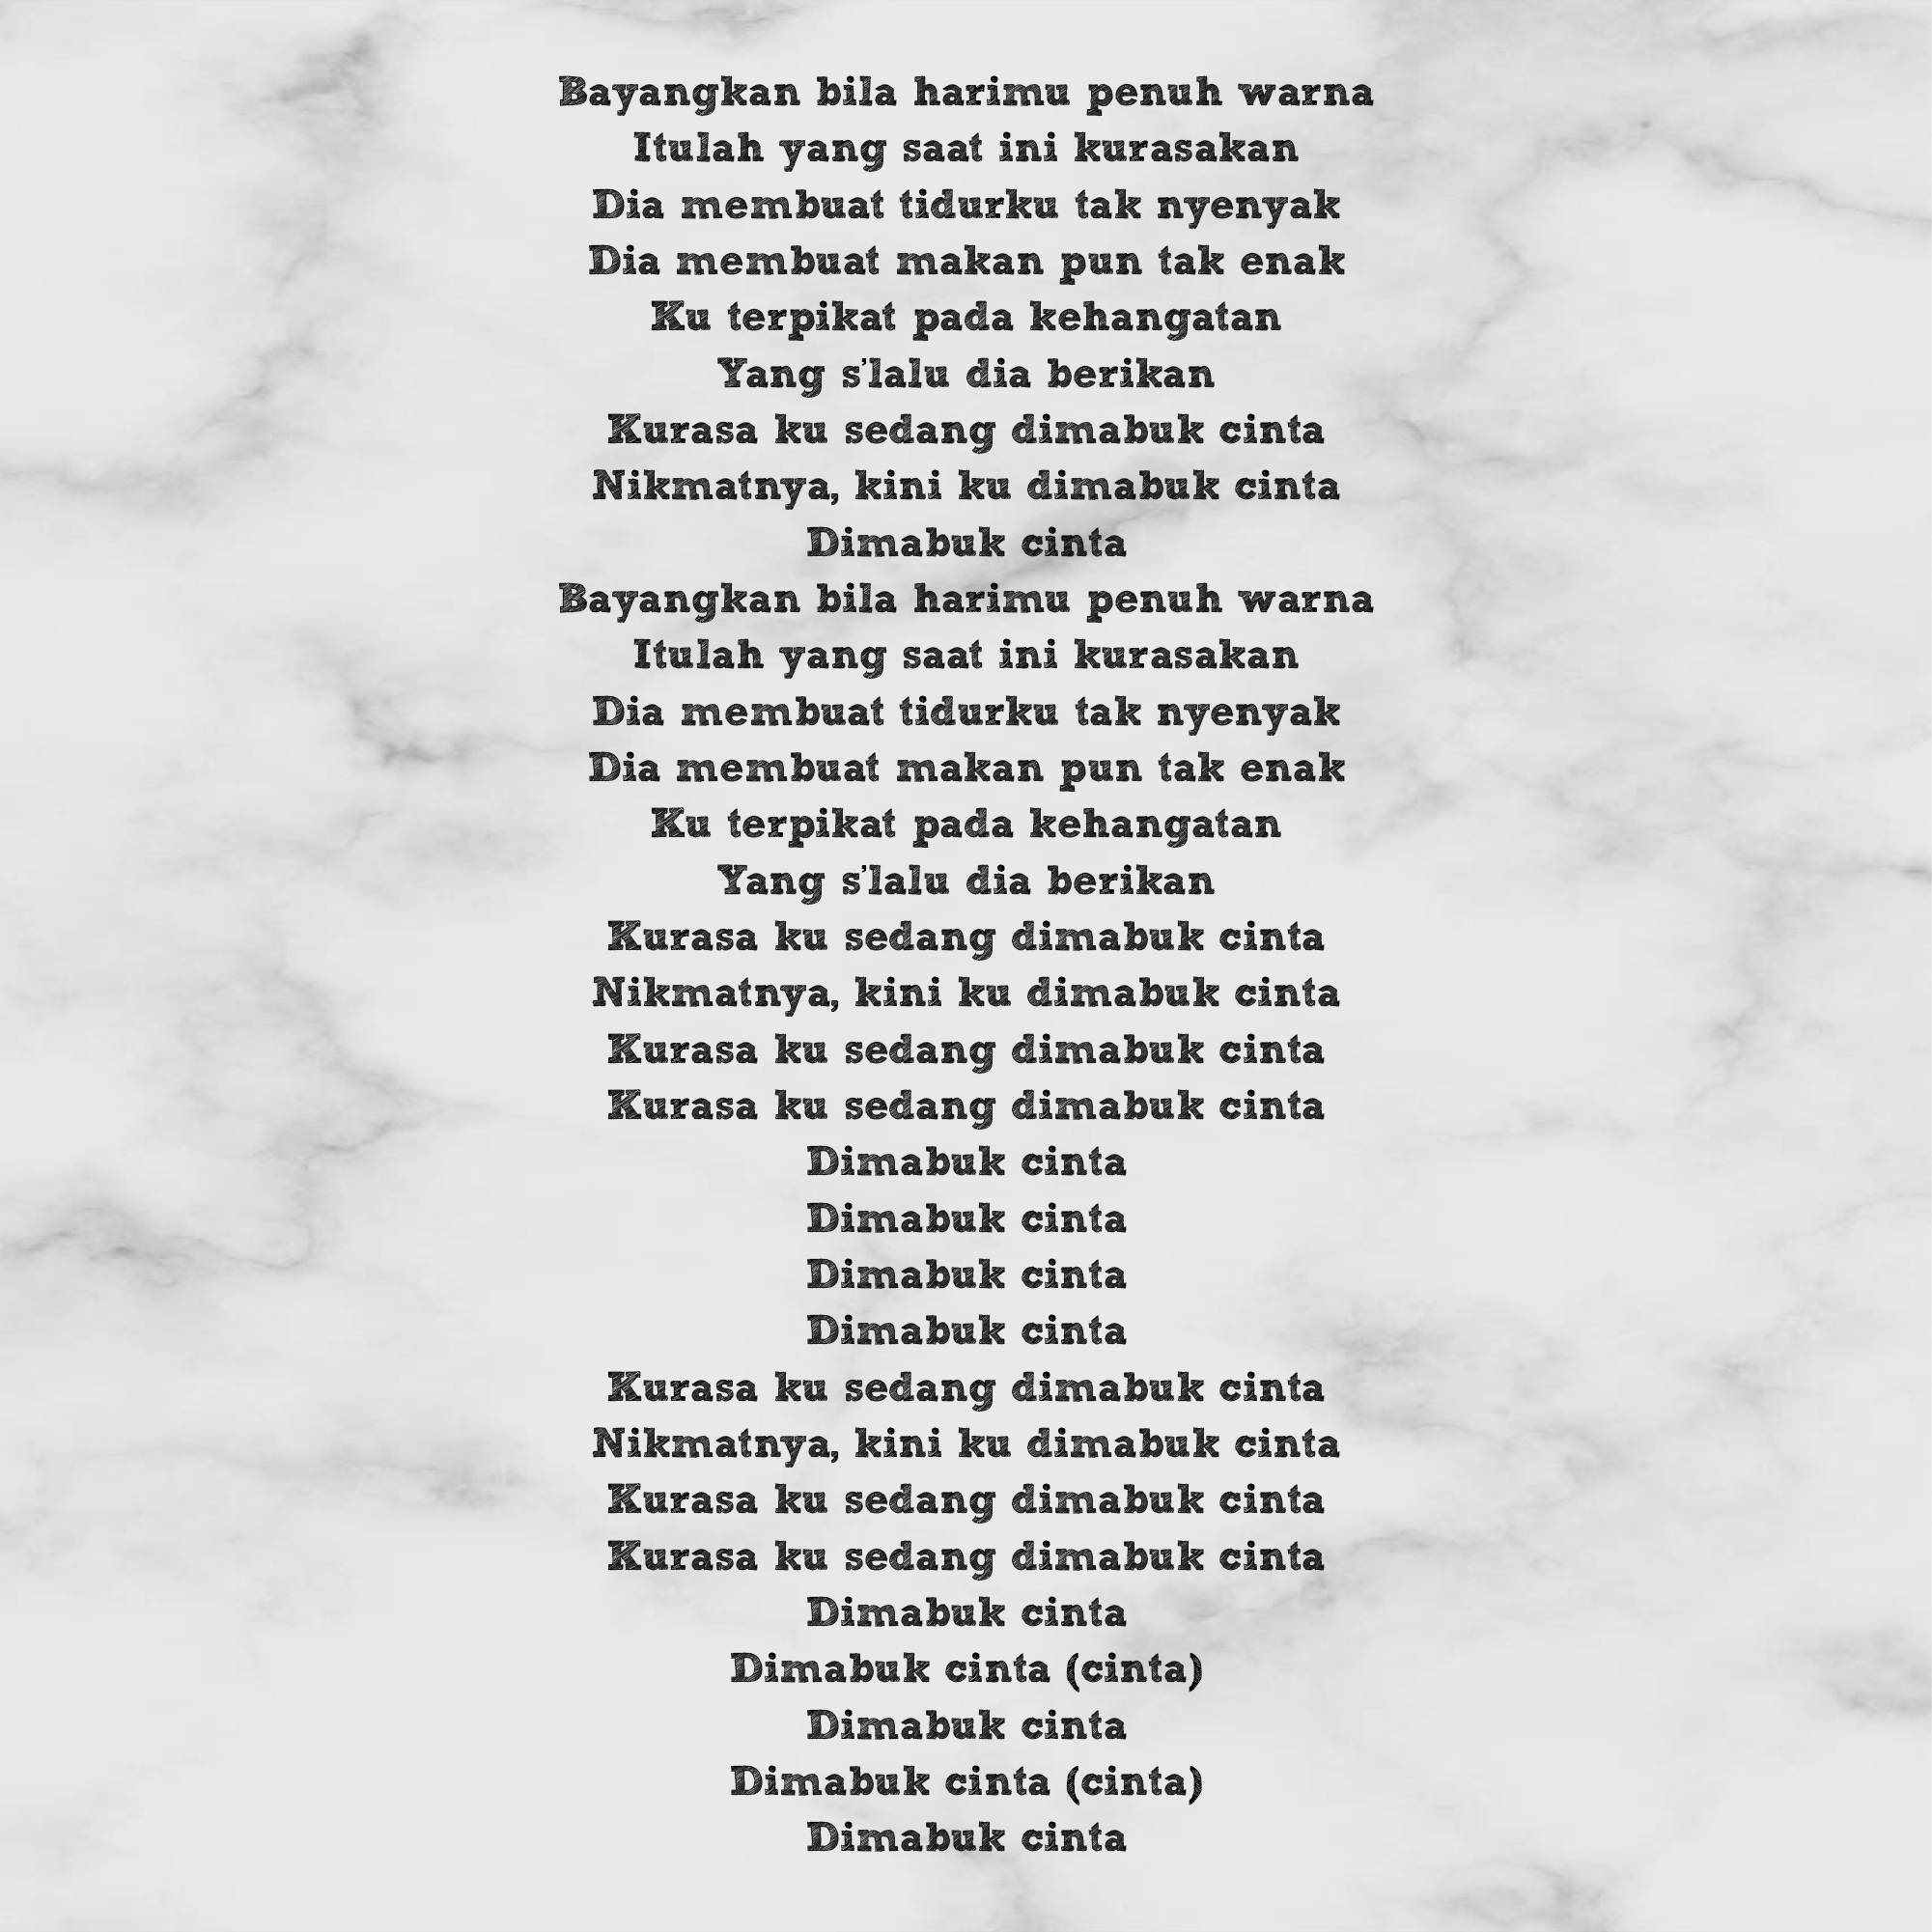 Bayangkan bila harimu penuh warna
Itulah yang saat ini kurasakan
Dia membuat tidurku tak nyenyak
Dia membuat makan pun tak enak
Ku terpikat pada kehangatan
Yang s'lalu dia berikan
Kurasa ku sedang dimabuk cinta
Nikmatnya, kini ku dimabuk cinta
Dimabuk cinta
Bayangkan bila harimu penuh warna
Itulah yang saat ini kurasakan
Dia membuat tidurku tak nyenyak
Dia membuat makan pun tak enak
Ku terpikat pada kehangatan
Yang s'lalu dia berikan
Kurasa ku sedang dimabuk cinta
Nikmatnya, kini ku dimabuk cinta
Kurasa ku sedang dimabuk cinta
Kurasa ku sedang dimabuk cinta
Dimabuk cinta
Dimabuk cinta
Dimabuk cinta
Dimabuk cinta
Kurasa ku sedang dimabuk cinta
Nikmatnya, kini ku dimabuk cinta
Kurasa ku sedang dimabuk cinta
Kurasa ku sedang dimabuk cinta
Dimabuk cinta
Dimabuk cinta (cinta)
Dimabuk cinta
Dimabuk cinta (cinta)
Dimabuk cinta